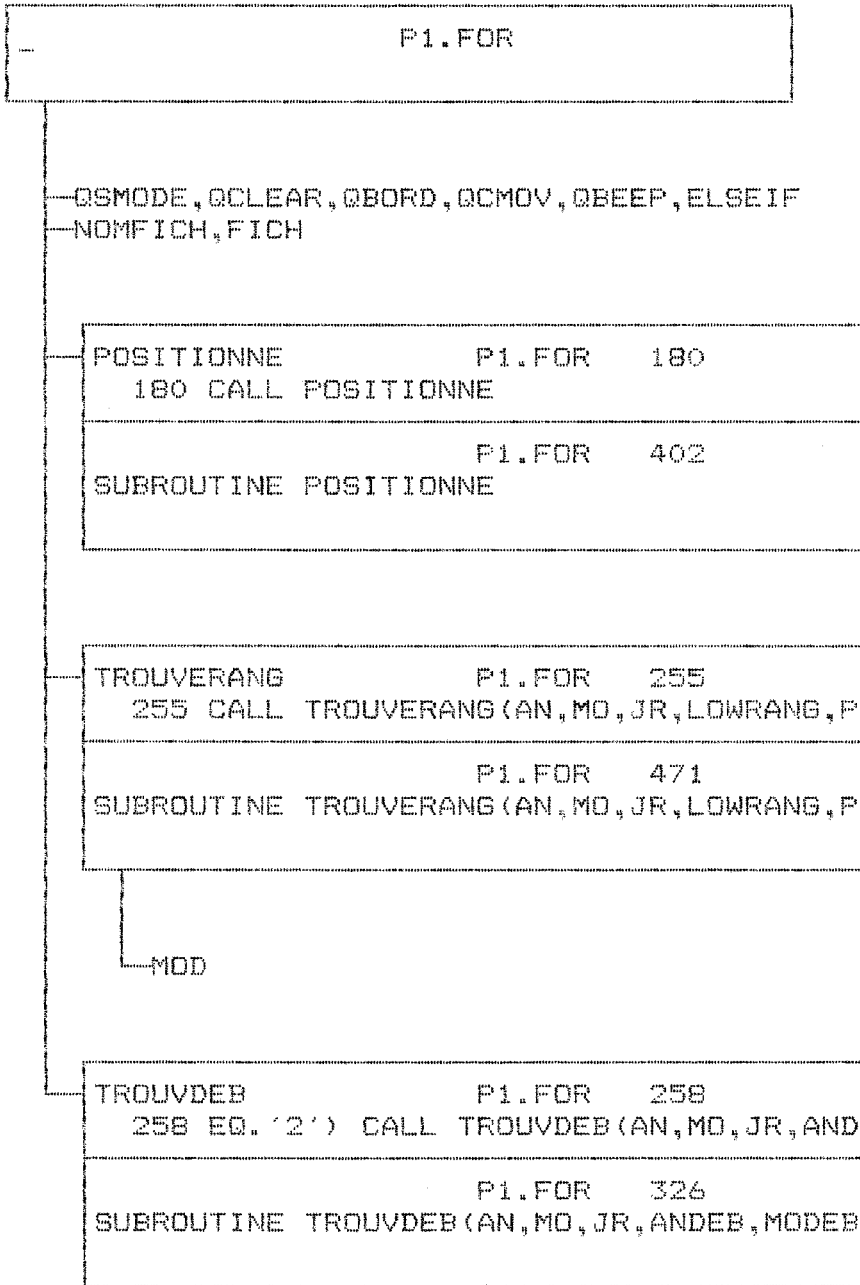 P1.FOR
QSMODE,QCLEAR,QBORD,QCMOV,QBEEP,ELSEIF
NOMFICH,FICH
POSITIONNE P1.FOR 180
180 CALL POSITIONNE
P1.FOR 402
SUBROUTINE POSITIONNE
TROUVERANG P1.FOR 255
255 CALL TROUVERANG(AN,MO,JR,LOWRANG,P
P1.FOR 471
SUBROUTINE TROUVERANG(AN,MO,JR,LOWRANG,P
MOD
TROUVDEB P1.FOR 258
258 EQ.'2') CALL TROUVDEB(AN,MO,JR,AND
P1.FOR 326
SUBROUTINE TROUVDEB(AN,MO,JR,ANDEB,MODEB